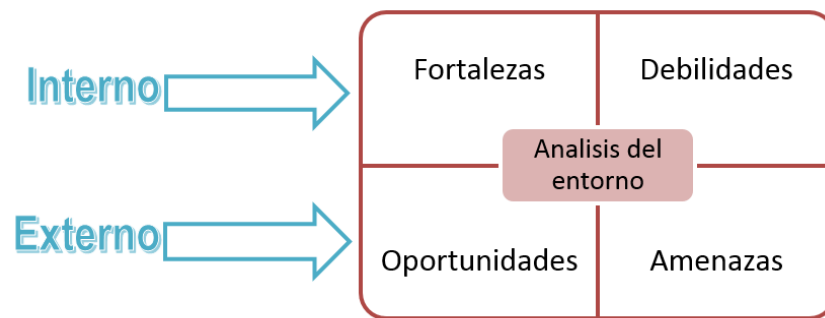 Interno
Fortalezas
Debilidades
Analisis del
entorno
Externo
Oportunidades
Amenazas